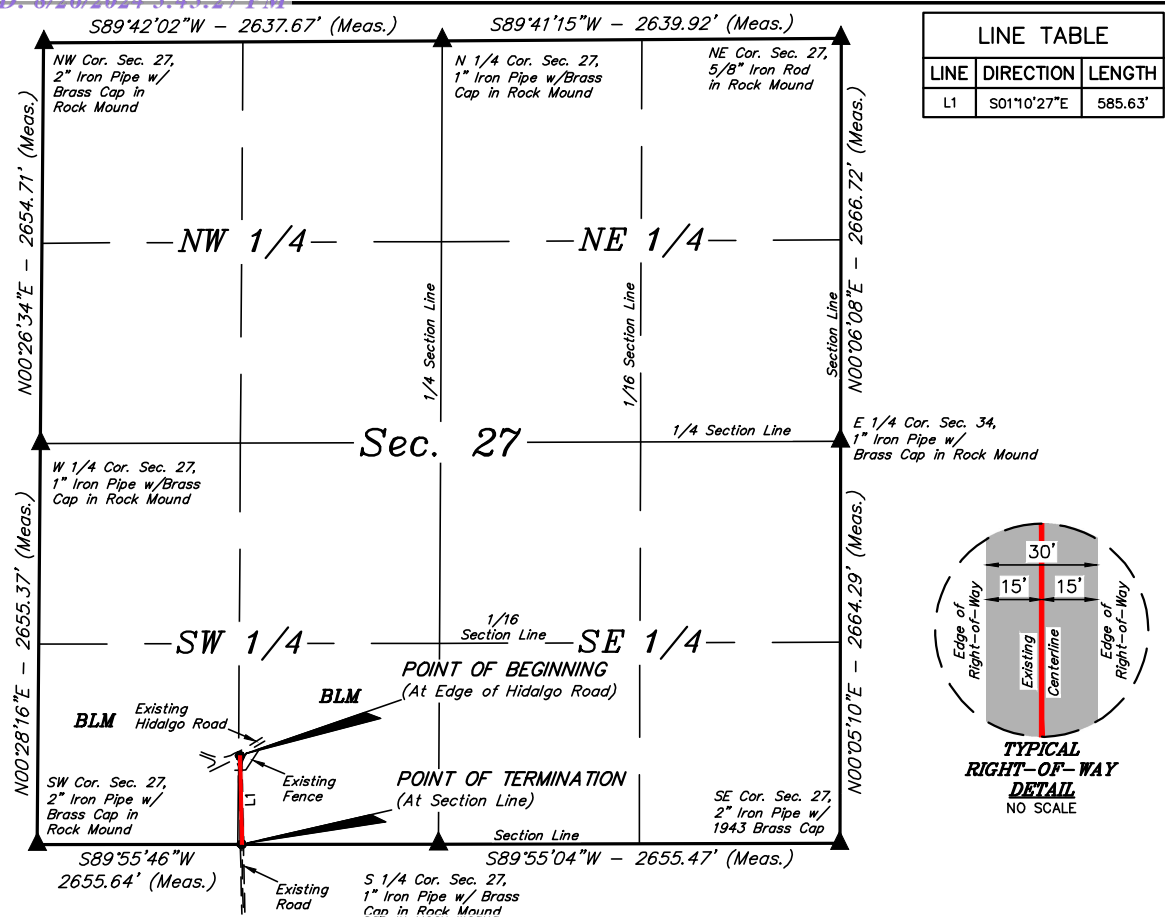 D: 6/20/2024 3:43:27 PM
S89°42'02"W - 2637.67' (Meas.)
S89°41'15"W - 2639.92' (Meas.)
LINE TABLE
LINE DIRECTION LENGTH
L1 S01°10'27"E 585.63'
NW Cor. Sec. 27,
2" Iron Pipe w/
Brass Cap in
Rock Mound
N 1/4 Cor. Sec. 27,
1" Iron Pipe w/Brass
Cap in Rock Mound
NE Cor. Sec. 27,
5/8" Iron Rod
in Rock Mound
N00°26'34"E - 2654.71' (Meas.)
N00°06'08"E - 2666.72' (Meas.)
NW 1/4
NE 1/4
1/4 Section Line
1/16 Section Line
Section Line
Sec. 27
1/4 Section Line
E 1/4 Cor. Sec. 34,
1" Iron Pipe w/
Brass Cap in Rock Mound
W 1/4 Cor. Sec. 27,
1" Iron Pipe w/Brass
Cap in Rock Mound
N00°28'16"E - 2655.37' (Meas.)
N00°05'10"E - 2664.29' (Meas.)
SW 1/4
1/16
Section Line
SE 1/4
POINT OF BEGINNING
(At Edge of Hidalgo Road)
BLM
BLM
Existing
Hidalgo Road
Existing
Fence
L1
POINT OF TERMINATION
(At Section Line)
SW Cor. Sec. 27,
2" Iron Pipe w/
Brass Cap in
Rock Mound
SE Cor. Sec. 27,
2" Iron Pipe w/
1943 Brass Cap
Section Line
S89°55'46"W
2655.64' (Meas.)
S89°55'04"W - 2655.47' (Meas.)
Existing
Road
S 1/4 Cor. Sec. 27,
1" Iron Pipe w/ Brass
Cap in Rock Mound
30'
15' 15'
Edge of
Right-of-Way
Existing
Centerline
Edge of
Right-of-Way
TYPICAL
RIGHT-OF-WAY
DETAIL
NO SCALE